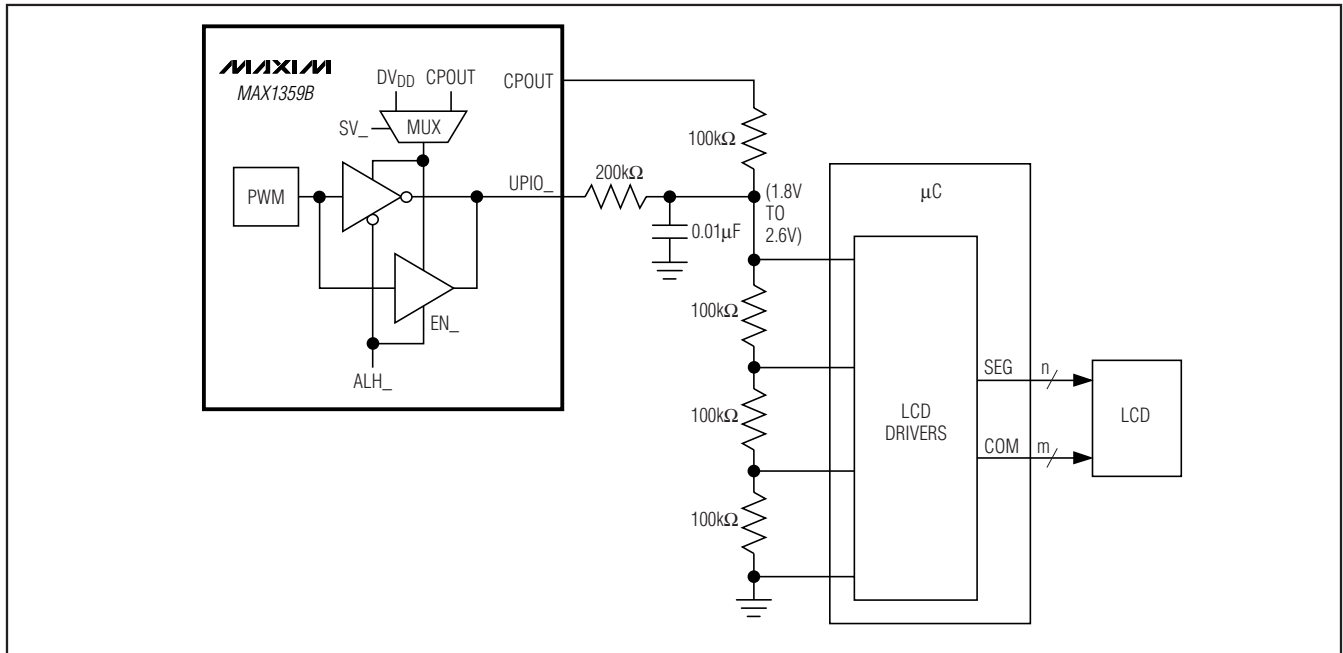 MAXIM
MAX1359B
DVDD CPOUT
CPOUT
SV_
MUX
100kΩ
200kΩ
PWM
UPIO_
(1.8V
TO
2.6V)
μC
0.01μF
100kΩ
EN_
ALH_
SEG n
LCD
DRIVERS
LCD
100kΩ
COM m
100kΩ